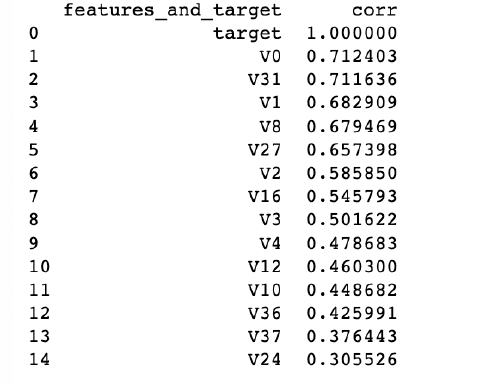 features_and_target corr
0 target 1.000000
1 V0 0.712403
2 V31 0.711636
3 V1 0.682909
4 V8 0.679469
5 V27 0.657398
6 V2 0.585850
7 V16 0.545793
8 V3 0.501622
9 V4 0.478683
10 V12 0.460300
11 V10 0.448682
12 V36 0.425991
13 V37 0.376443
14 V24 0.305526